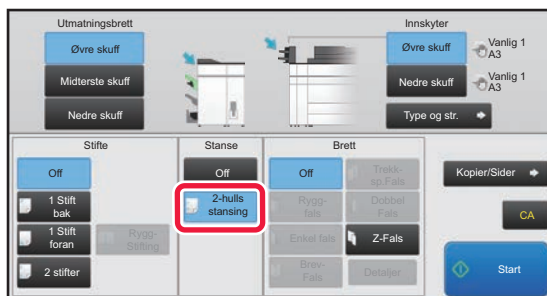 Utmatningsbrett
Innskyter
Øvre skuff
Midterste skuff
Nedre skuff
Øvre skuff
Vanlig 1
A3
Nedre skuff
Vanlig 1
A3
Type og str.
Stifte
Stanse
Brett
Off
1 Stift
bak
1 Stift
foran
Rygg-
Stifting
2 stifter
Off
2-hulls
stansing
Off
Trekk-
sp.Fals
Rygg-
fals
Dobbel
Fals
Enkel fals
Z-Fals
Brev-
Fals
Detaljer
Kopier/Sider
CA
Start